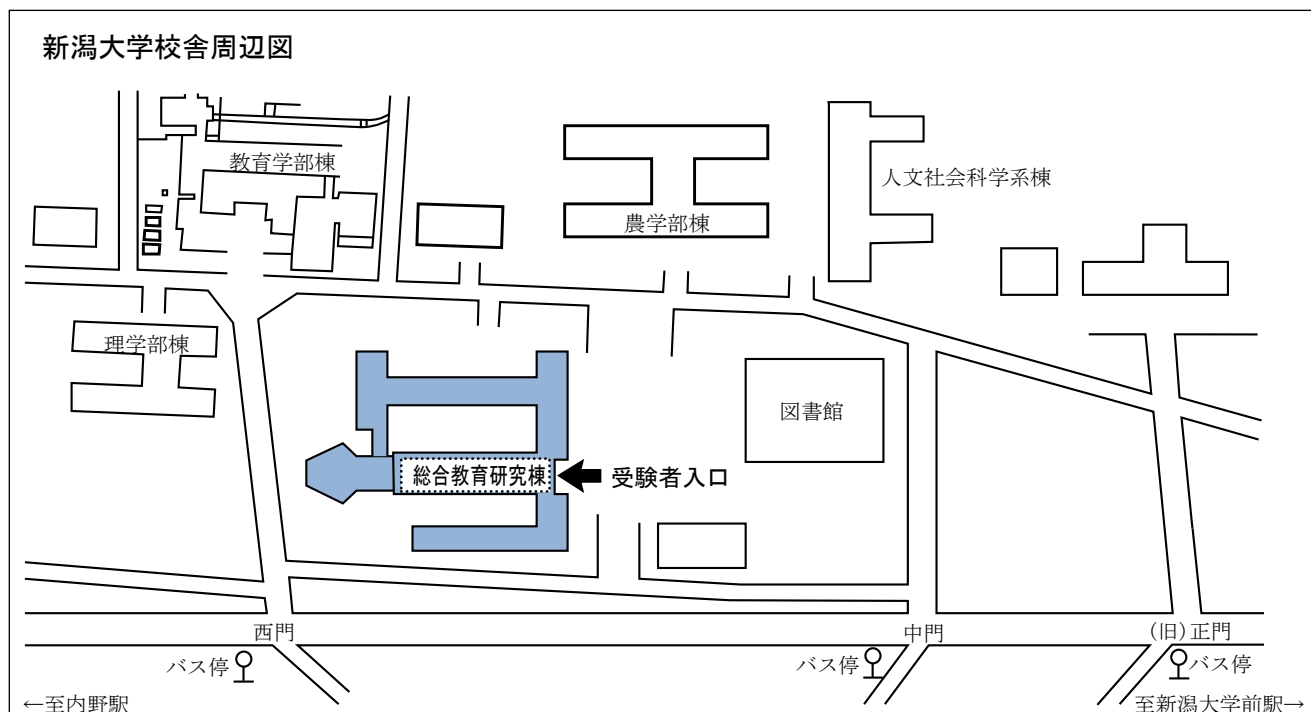 新潟大学校舎周辺図
教育学部棟
人文社会科学系棟
農学部棟
理学部棟
図書館
総合教育研究棟
受験者入口
西門
中門
(旧)正門
バス停
バス停
バス停
←至内野駅
至新潟大学前駅→